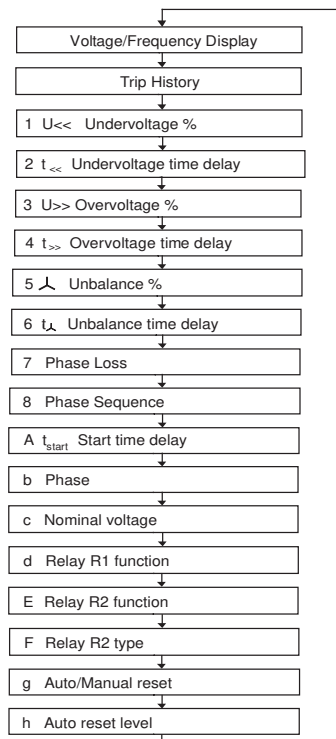 Voltage/Frequency Display
Trip History
1 U<< Undervoltage %
2 t<< Undervoltage time delay
3 U>> Overvoltage %
4 t>> Overvoltage time delay
5 Unbalance %
6 t Unbalance time delay
7 Phase Loss
8 Phase Sequence
A tstart Start time delay
b Phase
c Nominal voltage
d Relay R1 function
E Relay R2 function
F Relay R2 type
g Auto/Manual reset
h Auto reset level